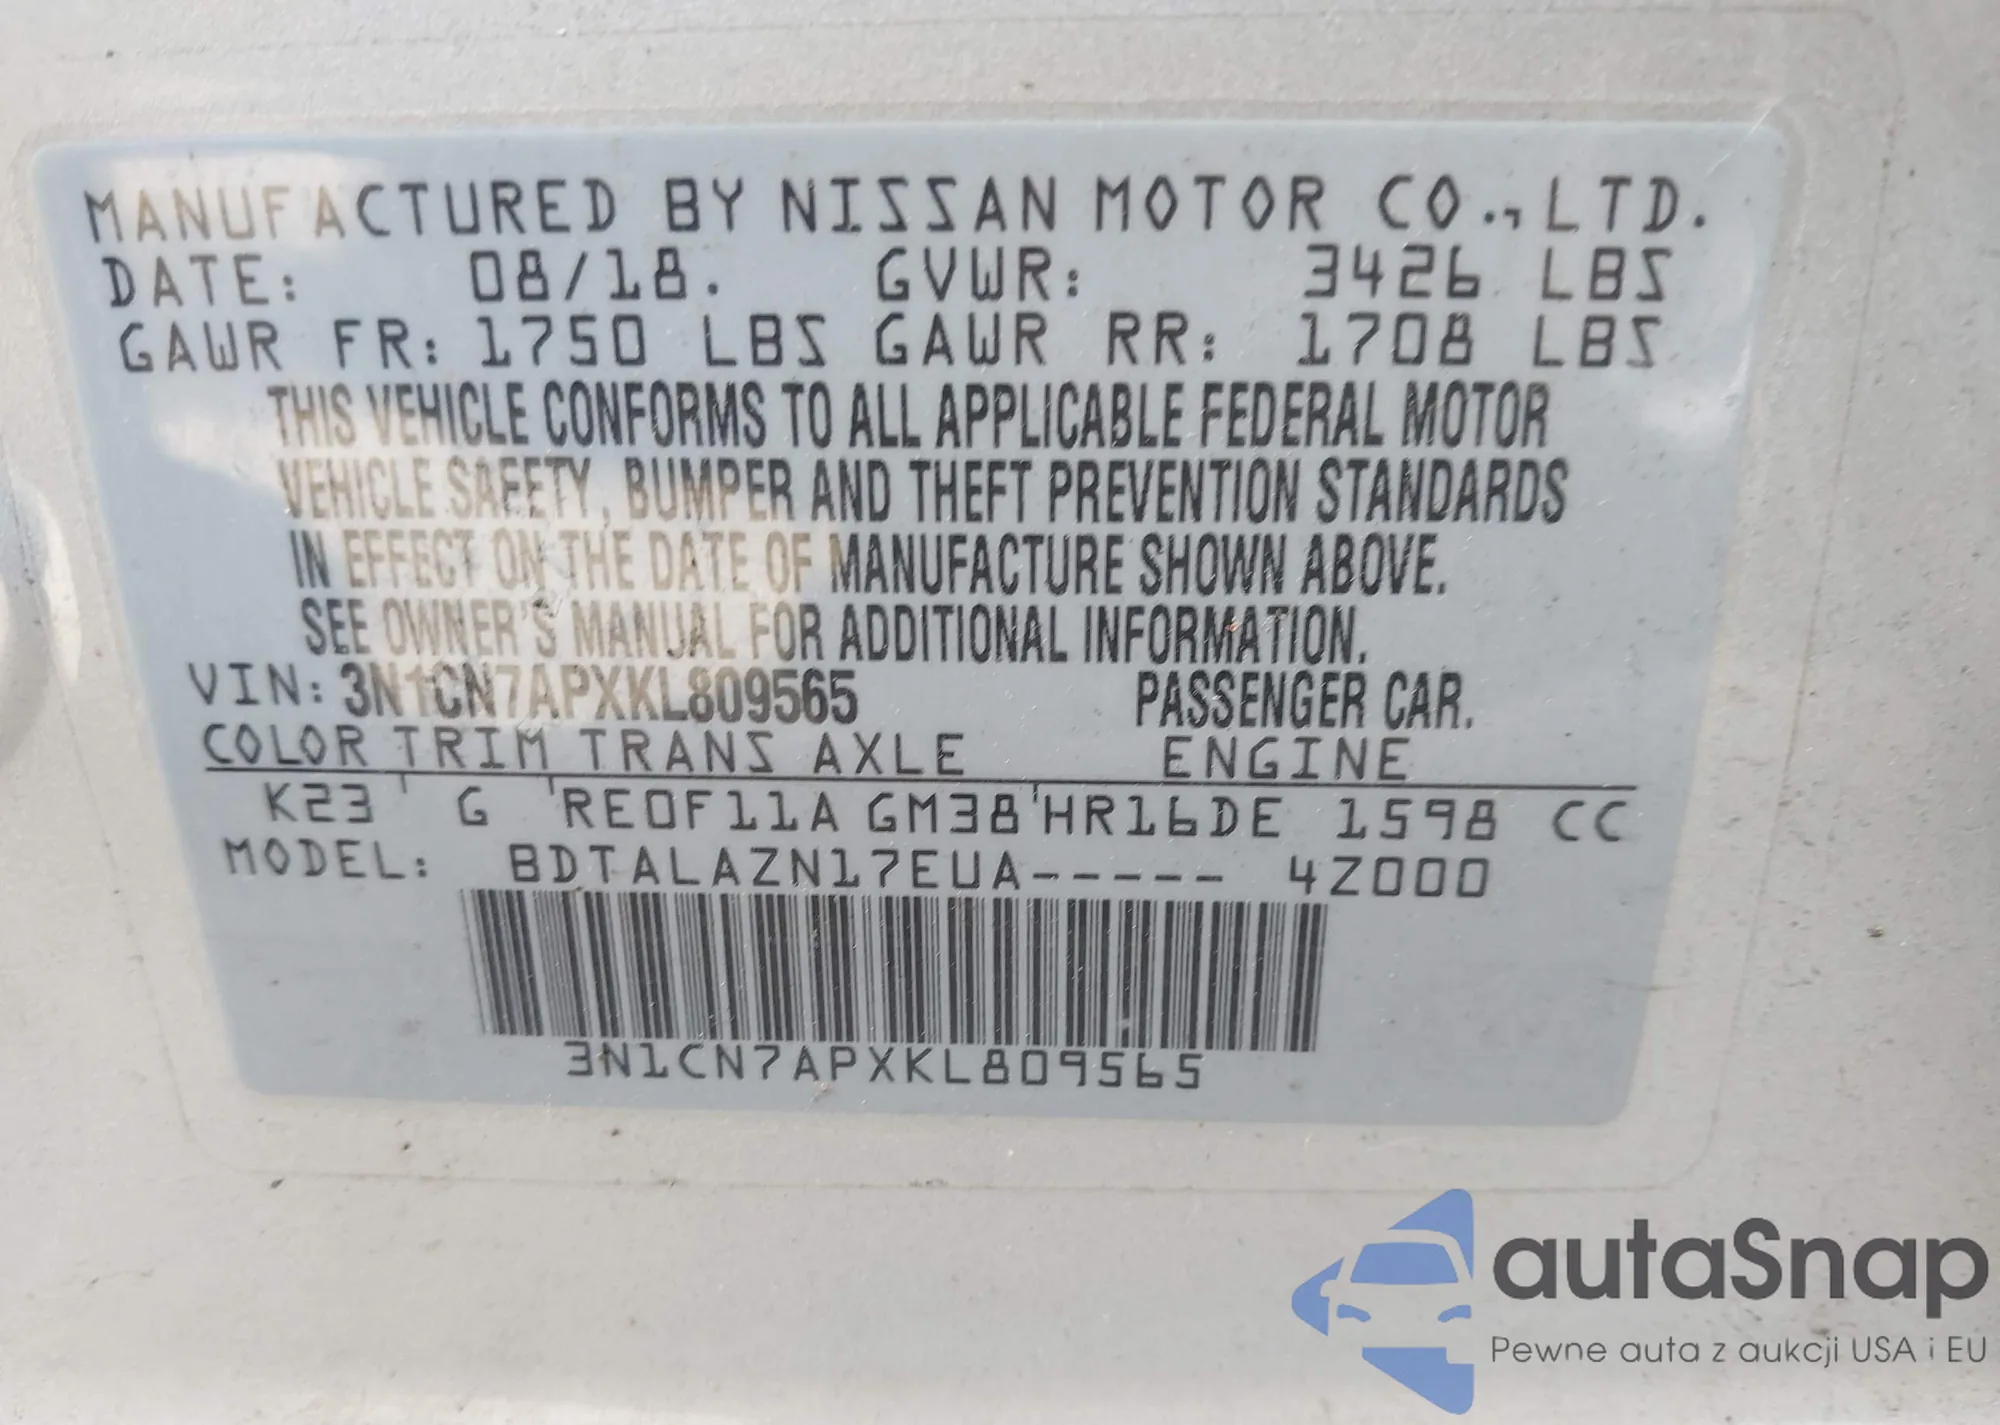 MANUFACTURED BY NISSAN MOTOR CO.,LTD.
DATE: 08/18. GVWR: 3426 LBS
GAWR FR: 1750 LBS GAWR RR: 1708 LBS
THIS VEHICLE CONFORMS TO ALL APPLICABLE FEDERAL MOTOR
VEHICLE SAFETY, BUMPER AND THEFT PREVENTION STANDARDS
IN EFFECT ON THE DATE OF MANUFACTURE SHOWN ABOVE.
SEE OWNER'S MANUAL FOR ADDITIONAL INFORMATION.
VIN: 3N1CN7APXKL809565 PASSENGER CAR.
COLOR TRIM TRANS AXLE ENGINE
K23 ' G 'RE0F11A GM38'HR16DE 1598 CC
MODEL: BDTALAZN17EUA----- 4Z000
3N1CN7APXKL809565
autaSnap
Pewne auta z aukcji USA i EU